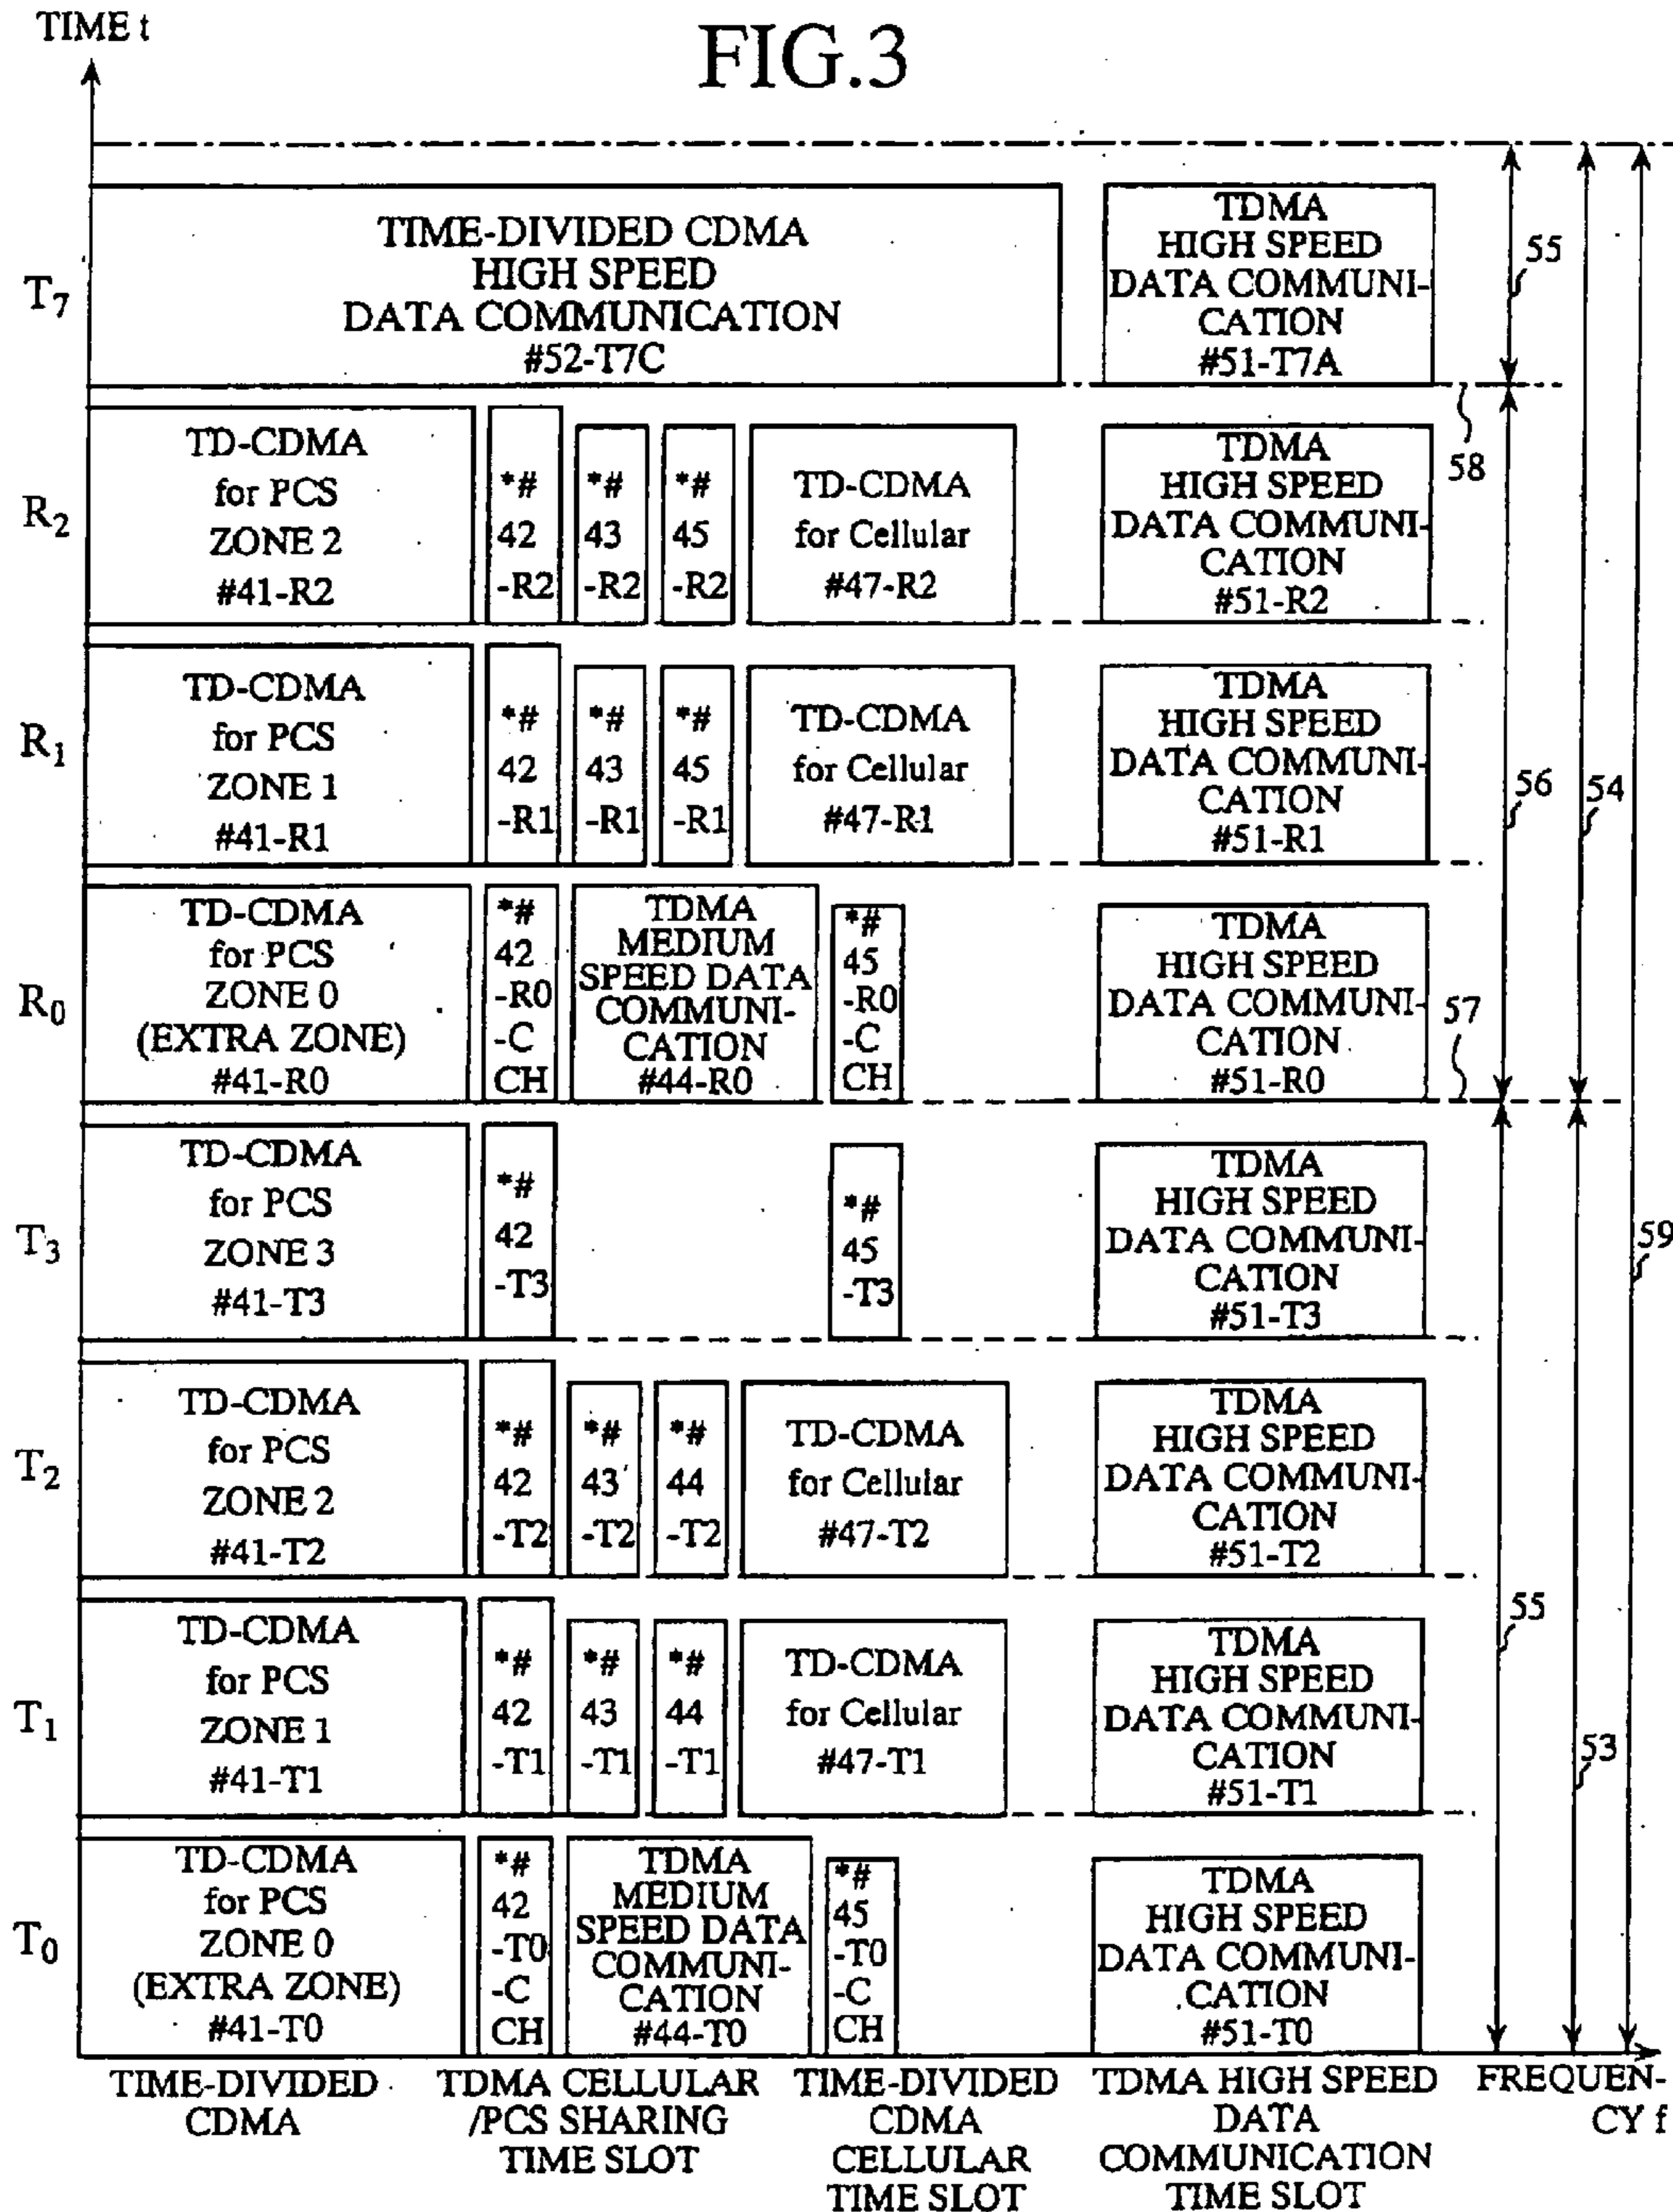 FIG.3
TIME t
T7
TIME-DIVIDED CDMA
HIGH SPEED
DATA COMMUNICATION
#52-T7C
TDMA
HIGH SPEED
DATA COMMUNI-
CATION
#51-T7A
55
58
R2
TD-CDMA
for PCS
ZONE 2
#41-R2
*#
42
-R2
*#
43
-R2
*#
45
-R2
TD-CDMA
for Cellular
#47-R2
TDMA
HIGH SPEED
DATA COMMUNI-
CATION
#51-R2
R1
TD-CDMA
for PCS
ZONE 1
#41-R1
*#
42
-R1
*#
43
-R1
*#
45
-R1
TD-CDMA
for Cellular
#47-R1
TDMA
HIGH SPEED
DATA COMMUNI-
CATION
#51-R1
56
54
R0
TD-CDMA
for PCS
ZONE 0
(EXTRA ZONE)
#41-R0
*#
42
-R0
-C
CH
TDMA
MEDIUM
SPEED DATA
COMMUNI-
CATION
#44-R0
*#
45
-R0
-C
CH
TDMA
HIGH SPEED
DATA COMMUNI-
CATION
#51-R0
57
T3
TD-CDMA
for PCS
ZONE 3
#41-T3
*#
42
-T3
*#
45
-T3
TDMA
HIGH SPEED
DATA COMMUNI-
CATION
#51-T3
59
T2
TD-CDMA
for PCS
ZONE 2
#41-T2
*#
42
-T2
*#
43
-T2
*#
44
-T2
TD-CDMA
for Cellular
#47-T2
TDMA
HIGH SPEED
DATA COMMUNI-
CATION
#51-T2
55
T1
TD-CDMA
for PCS
ZONE 1
#41-T1
*#
42
-T1
*#
43
-T1
*#
44
-T1
TD-CDMA
for Cellular
#47-T1
TDMA
HIGH SPEED
DATA COMMUNI-
CATION
#51-T1
53
T0
TD-CDMA
for PCS
ZONE 0
(EXTRA ZONE)
#41-T0
*#
42
-T0
-C
CH
TDMA
MEDIUM
SPEED DATA
COMMUNI-
CATION
#44-T0
*#
45
-T0
-C
CH
TDMA
HIGH SPEED
DATA COMMUNI-
CATION
#51-T0
TIME-DIVIDED
CDMA
TDMA CELLULAR
/PCS SHARING
TIME SLOT
TIME-DIVIDED
CDMA
CELLULAR
TIME SLOT
TDMA HIGH SPEED
DATA
COMMUNICATION
TIME SLOT
FREQUEN-
CY f